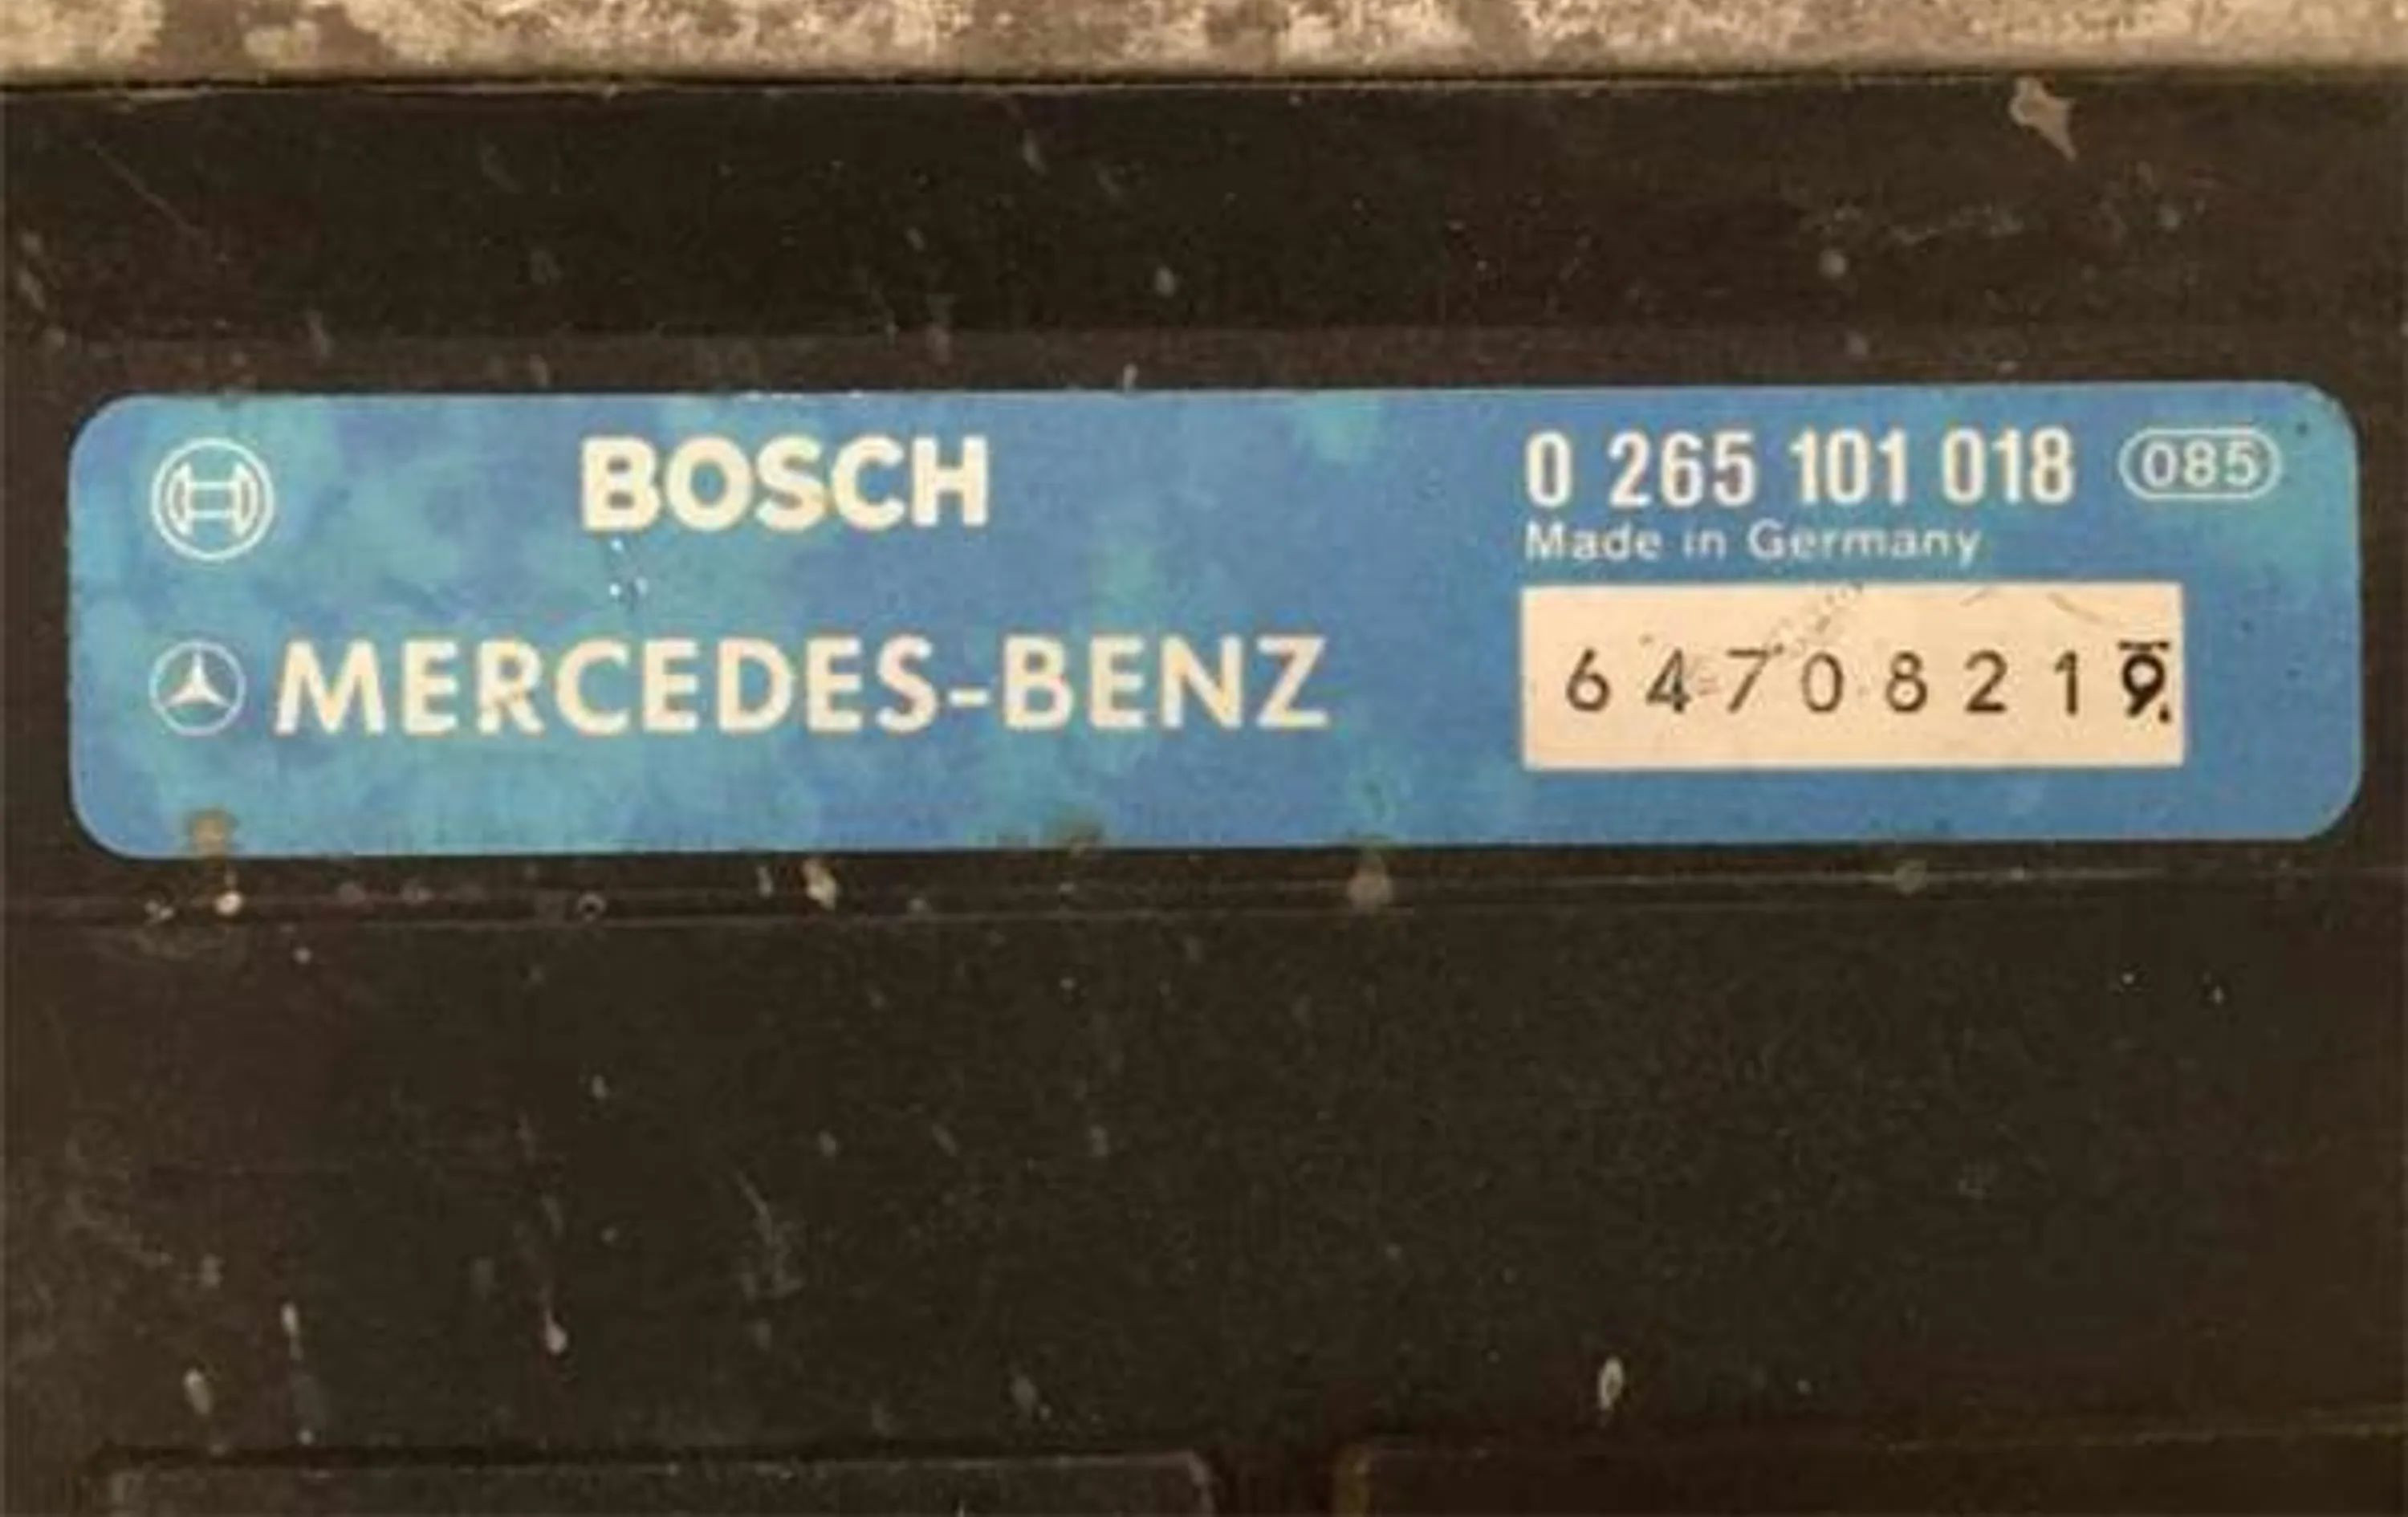 BOSCH
0 265 101 018 085
Made in Germany
MERCEDES-BENZ
64708219